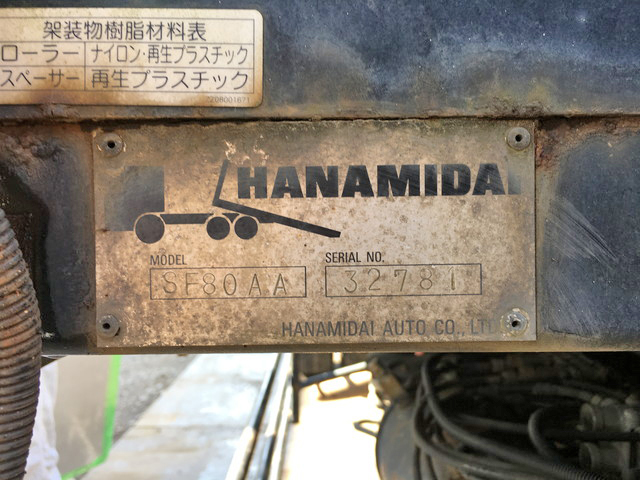 架装物樹脂材料表
ローラー ナイロン・再生プラスチック
スペーサー 再生プラスチック
2208001671
HANAMIDAI
MODEL SERIAL NO.
SF80AA 32781
HANAMIDAI AUTO CO., LTD